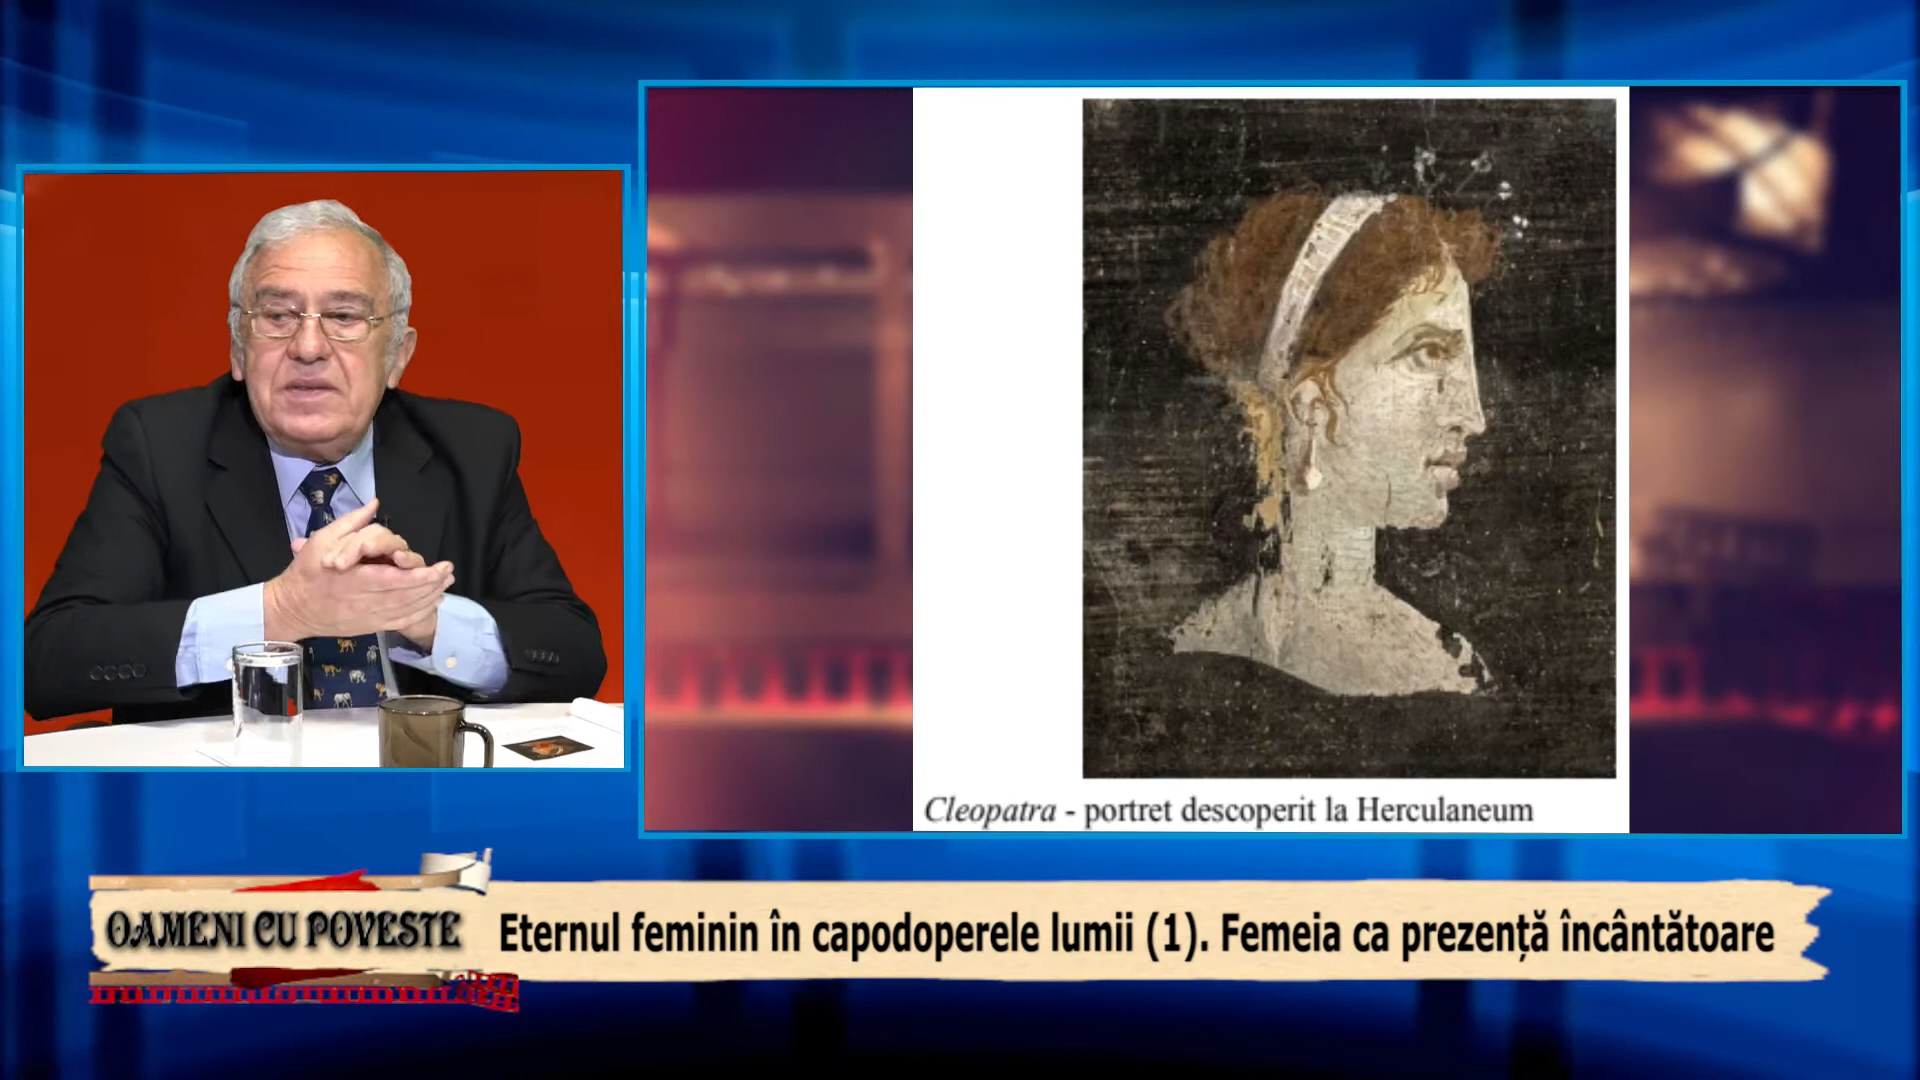 Cleopatra - portret descoperit la Herculaneum
OAMENI CU POVESTE
Eternul feminin în capodoperele lumii (1). Femeia ca prezență încântătoare